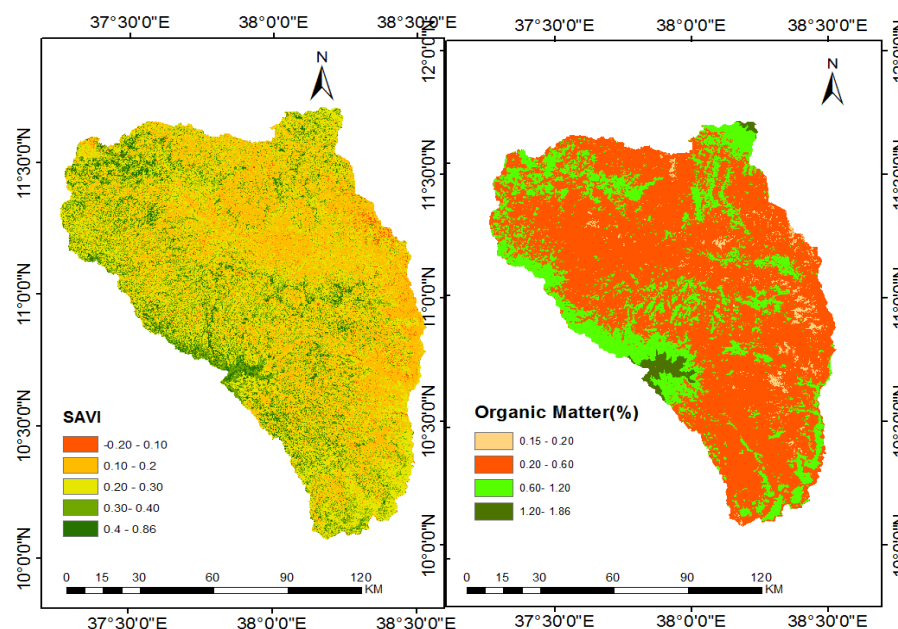 37°30'0"E 38°0'0"E 38°30'0"E
37°30'0"E 38°0'0"E 38°30'0"E
N
N
12°0'0"N
11°30'0"N
11°0'0"N
10°30'0"N
10°0'0"N
12°0'0"N
11°30'0"N
11°0'0"N
10°30'0"N
10°0'0"N
SAVI
-0.20 - 0.10
0.10 - 0.2
0.20 - 0.30
0.30- 0.40
0.4 - 0.86
Organic Matter(%)
0.15 - 0.20
0.20 - 0.60
0.60- 1.20
1.20- 1.86
0 15 30 60 90 120
KM
0 15 30 60 90 120
KM
37°30'0"E 38°0'0"E
37°30'0"E 38°0'0"E 38°30'0"E